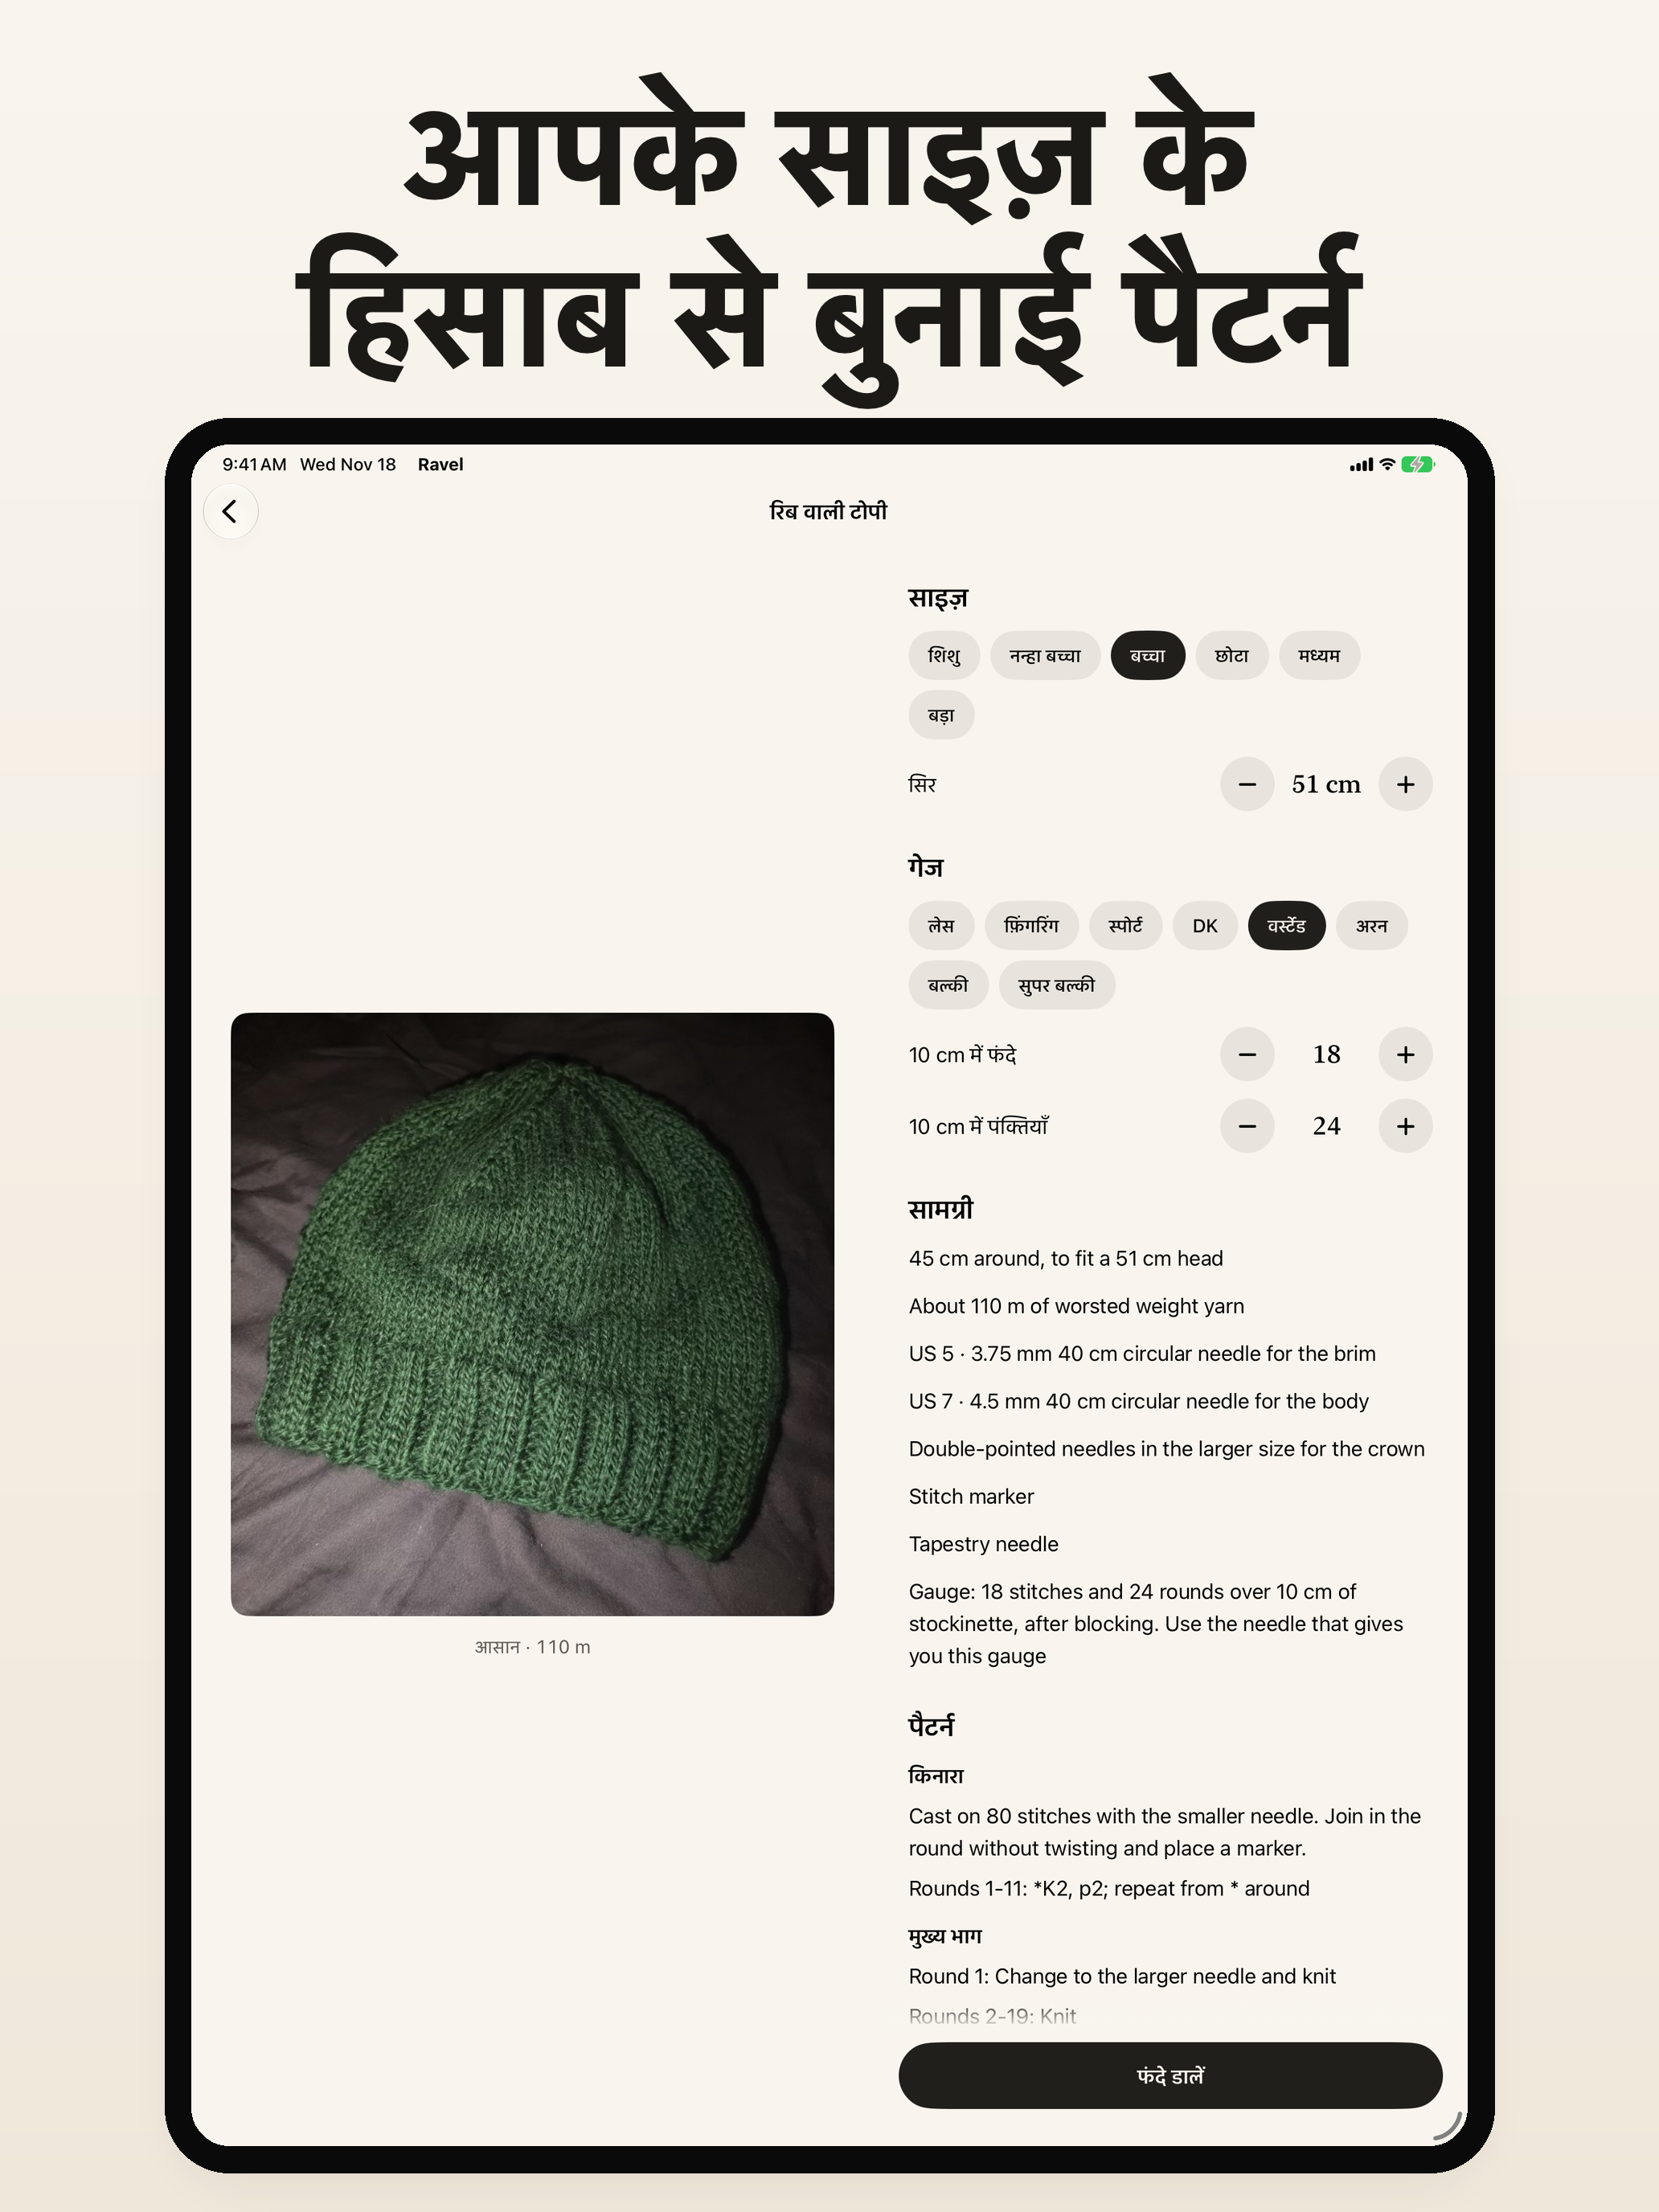 आपके साइज़ के
हिसाब से बुनाई पैटर्न
9:41 AM Wed Nov 18 Ravel
रिब वाली टोपी
साइज़
शिशु नन्हा बच्चा बच्चा छोटा मध्यम
बड़ा
सिर − 51 cm +
गेज
लेस फ़िंगरिंग स्पोर्ट DK वर्स्टेड अरन
बल्की सुपर बल्की
10 cm में फंदे − 18 +
10 cm में पंक्तियाँ − 24 +
सामग्री
45 cm around, to fit a 51 cm head
About 110 m of worsted weight yarn
US 5 · 3.75 mm 40 cm circular needle for the brim
US 7 · 4.5 mm 40 cm circular needle for the body
Double-pointed needles in the larger size for the crown
Stitch marker
Tapestry needle
Gauge: 18 stitches and 24 rounds over 10 cm of
stockinette, after blocking. Use the needle that gives
you this gauge
आसान · 110 m
पैटर्न
किनारा
Cast on 80 stitches with the smaller needle. Join in the
round without twisting and place a marker.
Rounds 1-11: *K2, p2; repeat from * around
मुख्य भाग
Round 1: Change to the larger needle and knit
Rounds 2-19: Knit
फंदे डालें